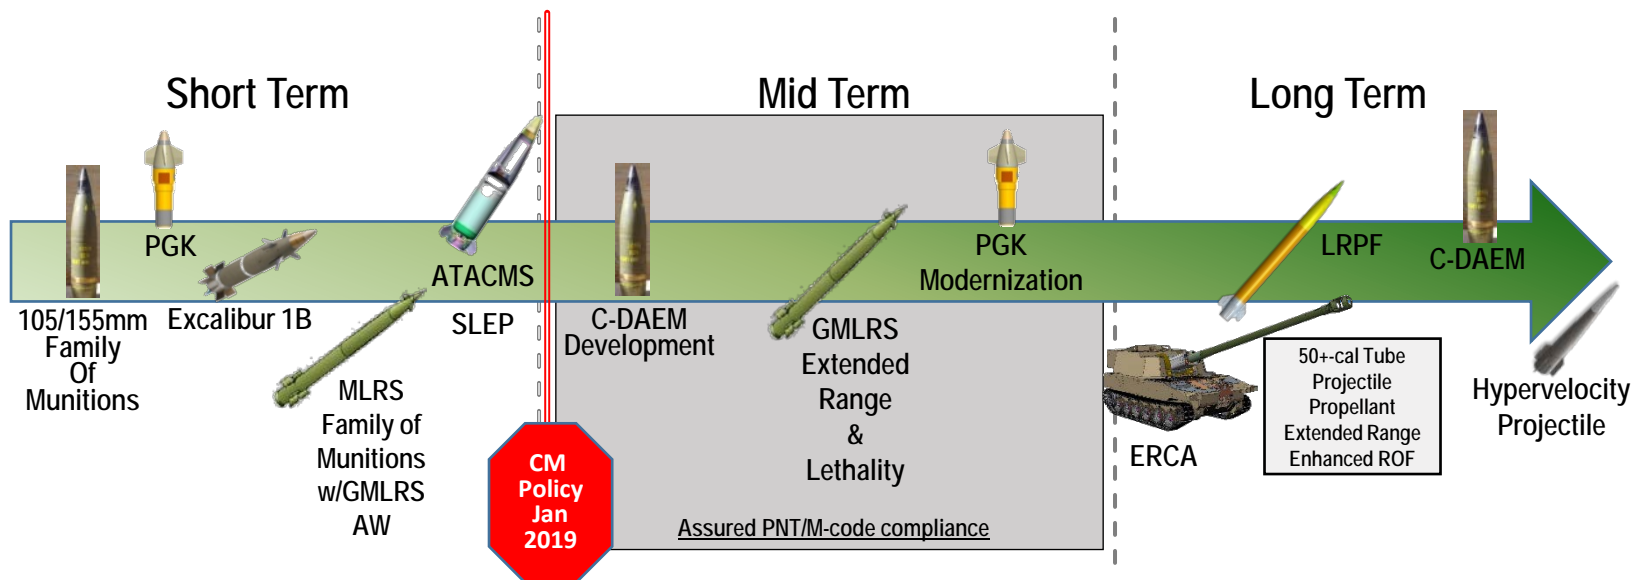 Short Term
Mid Term
Long Term
PGK
ATACMS
SLEP
105/155mm
Family
Of
Munitions
Excalibur 1B
MLRS
Family of
Munitions
w/GMLRS
AW
CM
Policy
Jan
2019
C-DAEM
Development
GMLRS
Extended
Range
&
Lethality
PGK
Modernization
Assured PNT/M-code compliance
LRPF
C-DAEM
ERCA
50+-cal Tube
Projectile
Propellant
Extended Range
Enhanced ROF
Hypervelocity
Projectile